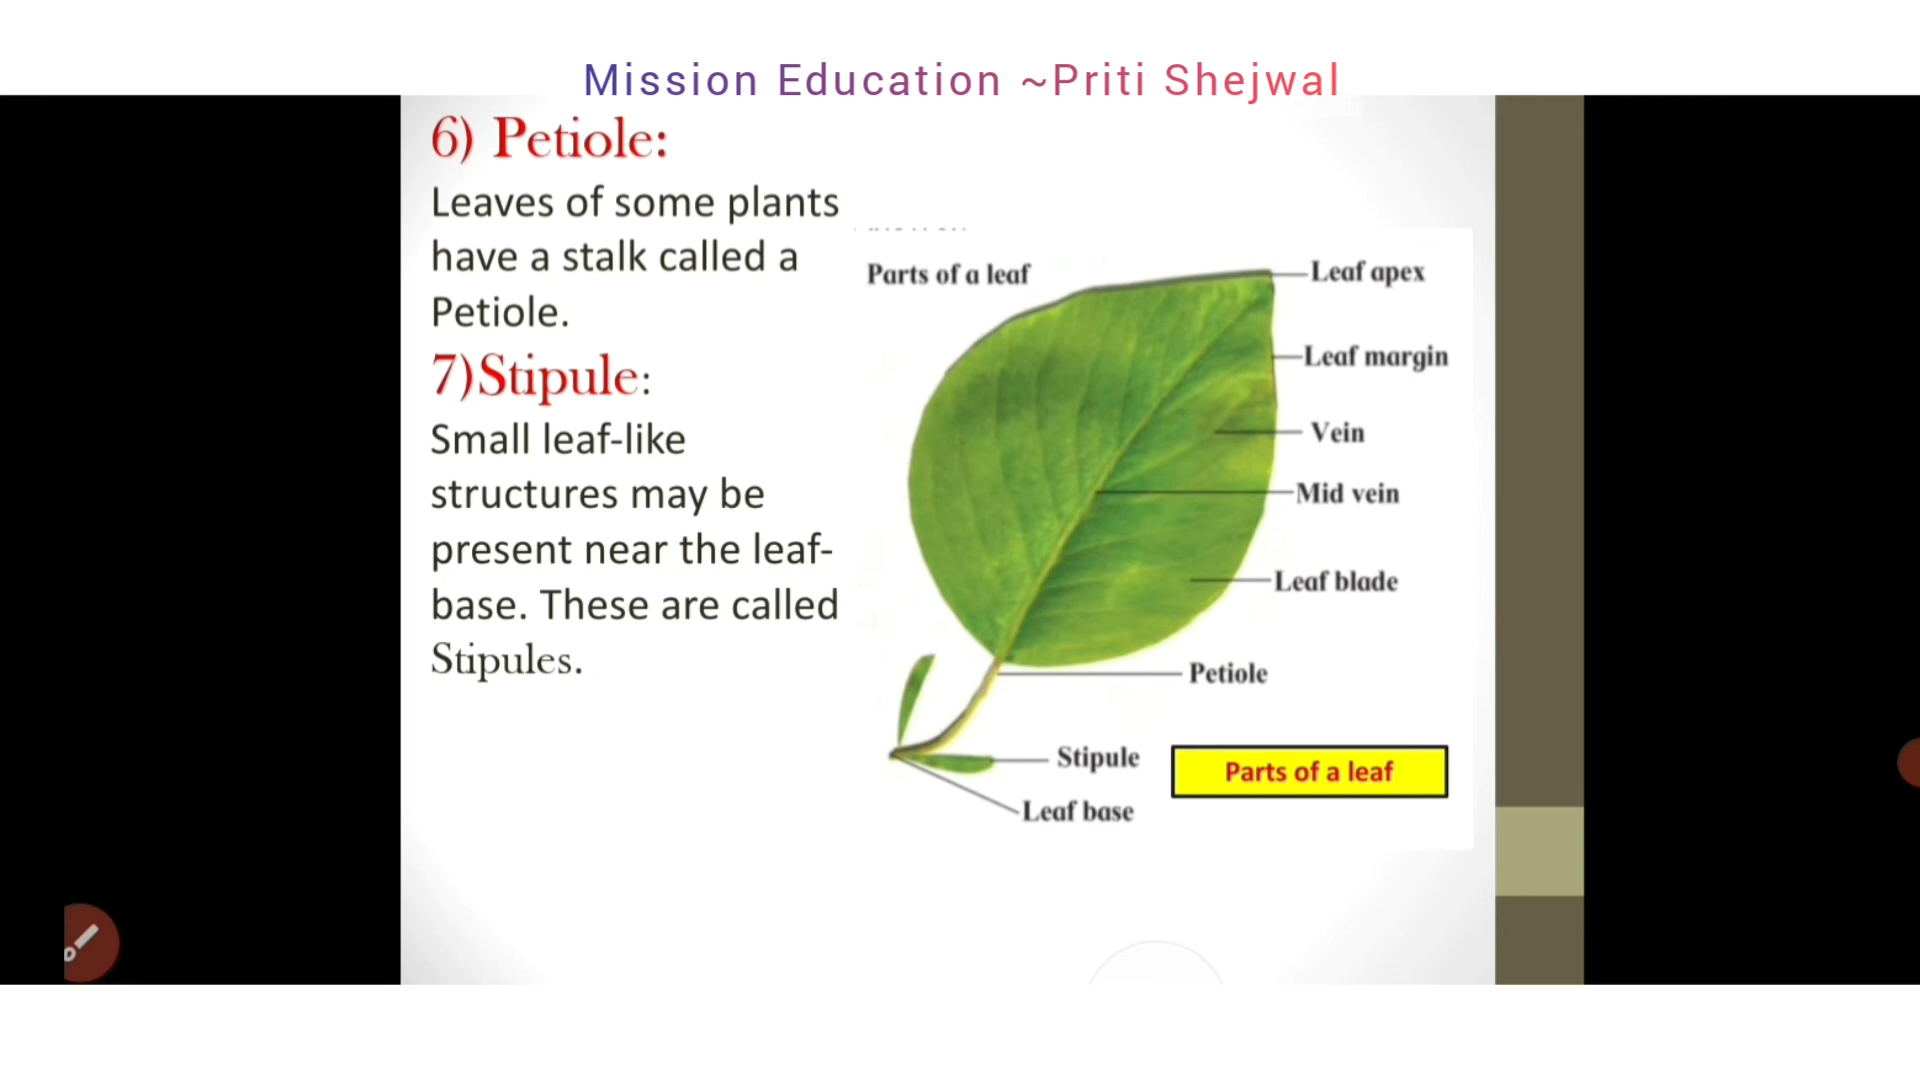 Mission Education ~Priti Shejwal
6) Petiole:
Leaves of some plants
have a stalk called a
Petiole.
7)Stipule:
Small leaf-like
structures may be
present near the leaf-
base. These are called
Stipules.
Parts of a leaf
Leaf apex
Leaf margin
Vein
Mid vein
Leaf blade
Petiole
Stipule
Leaf base
Parts of a leaf